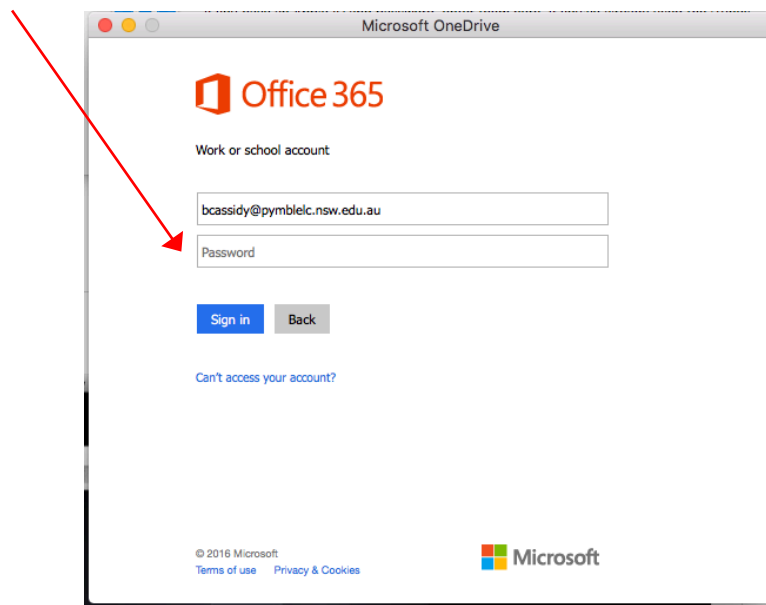 Microsoft OneDrive
Office 365
Work or school account
bcassidy@pymblelc.nsw.edu.au
Password
Sign in Back
Can't access your account?
© 2016 Microsoft
Terms of use Privacy & Cookies
Microsoft